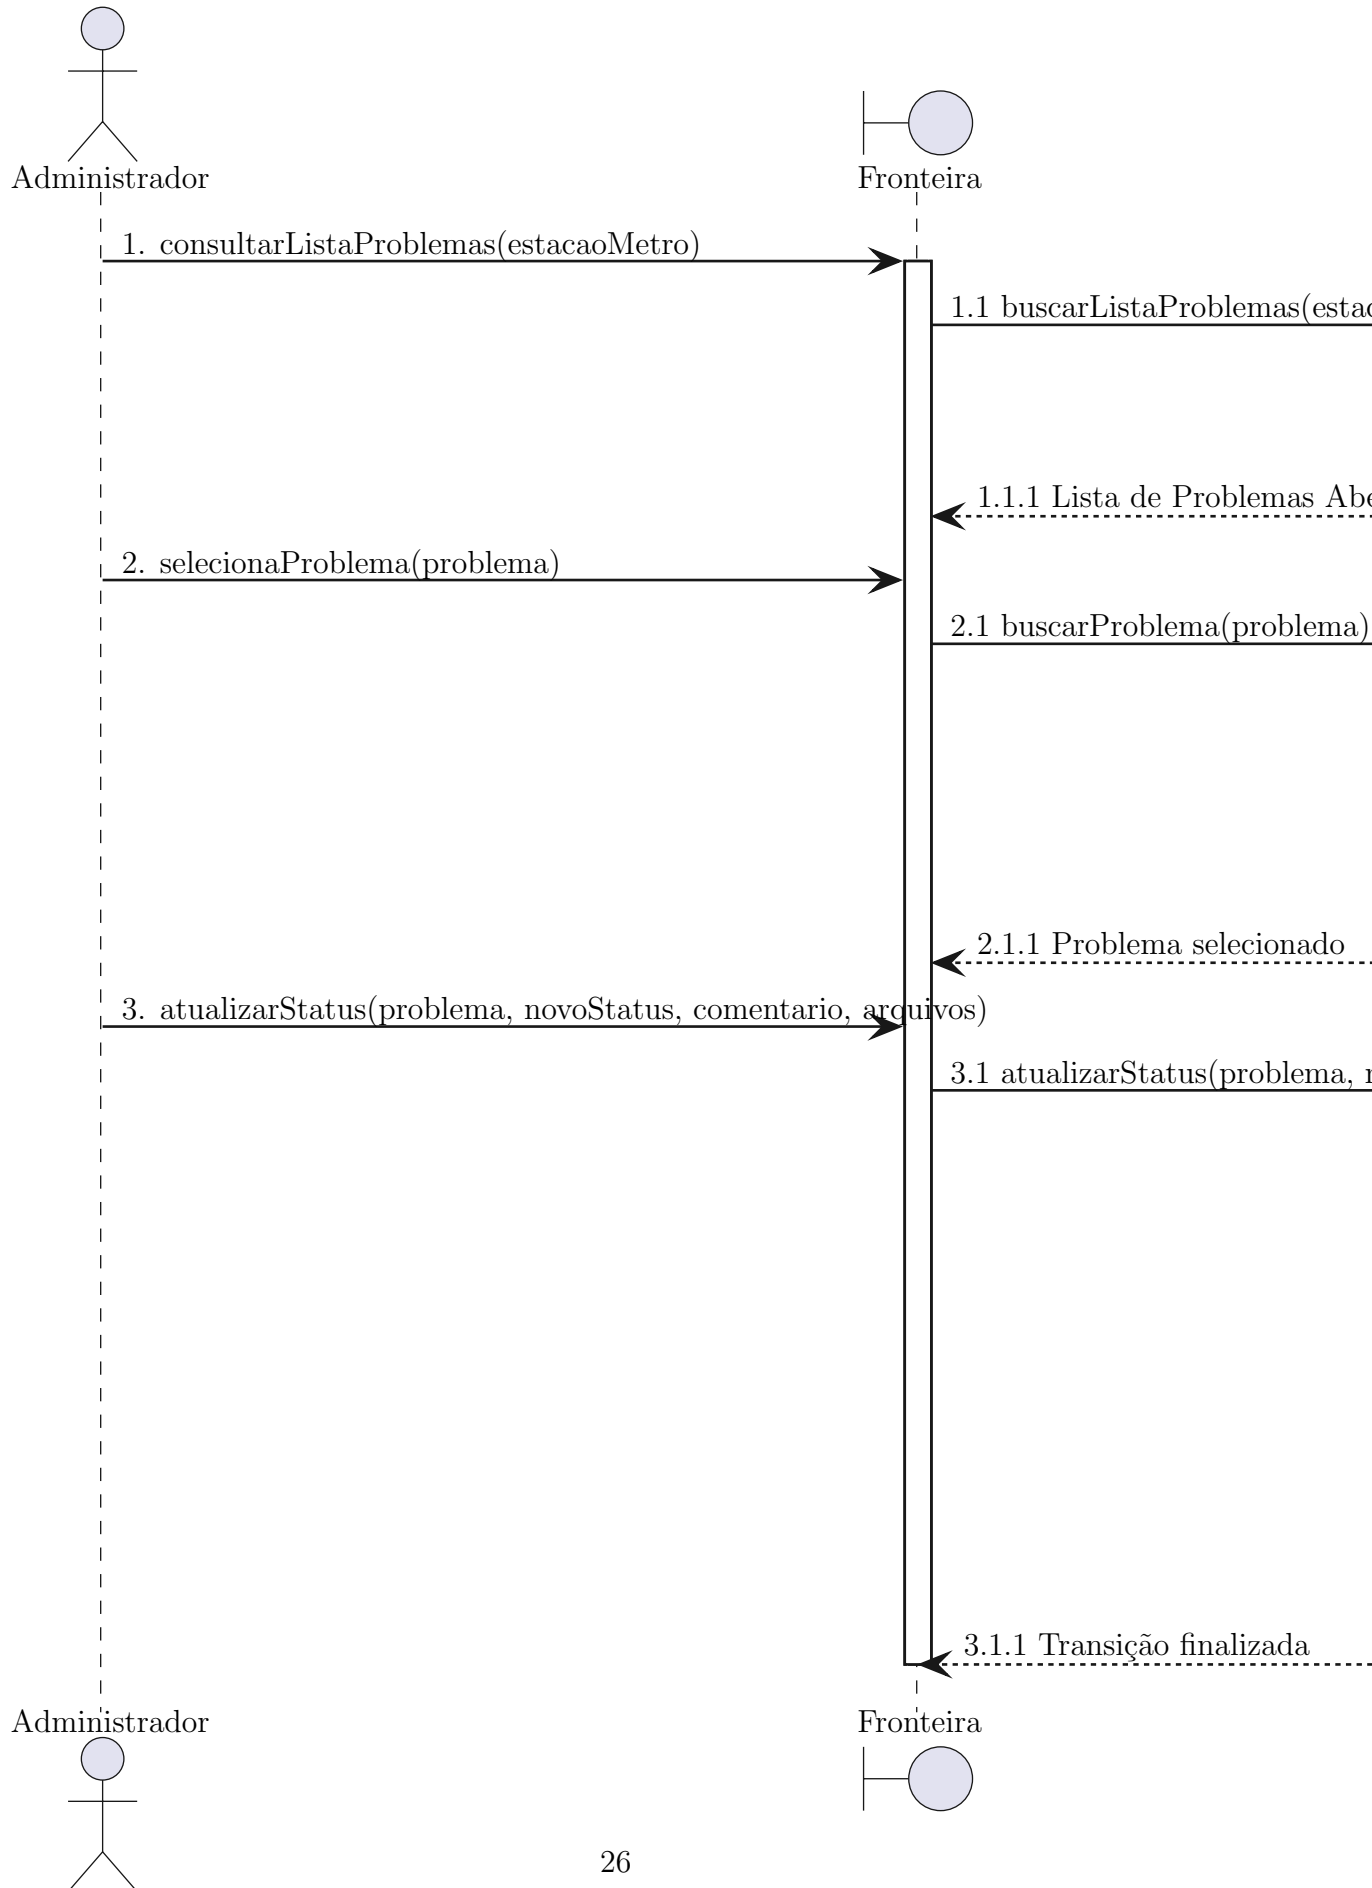 Administrador
Fronteira
1. consultarListaProblemas(estacaoMetro)
1.1 buscarListaProblemas(
1.1.1 Lista de Problemas
2. selecionaProblema(problema)
2.1 buscarProblema(problema)
2.1.1 Problema selecionado
3. atualizarStatus(problema, novoStatus, comentario, arquivos)
3.1 atualizarStatus(problema,
3.1.1 Transição finalizada
Administrador
Fronteira
26